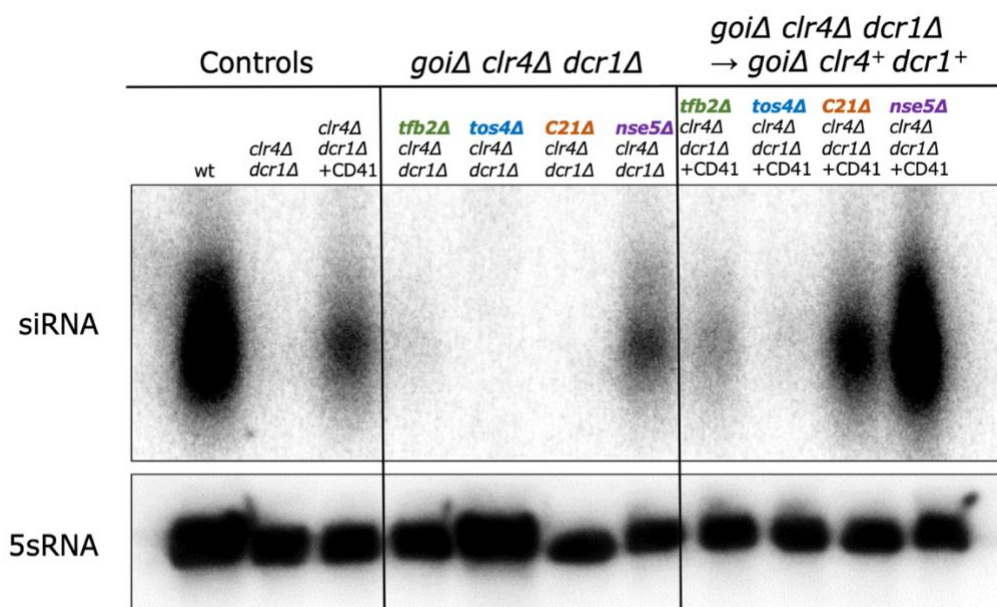 Controls
goiΔ clr4Δ dcr1Δ
goiΔ clr4Δ dcr1Δ
→ goiΔ clr4⁺ dcr1⁺
wt
clr4Δ
dcr1Δ
clr4Δ
dcr1Δ
+CD41
tfb2Δ
clr4Δ
dcr1Δ
tos4Δ
clr4Δ
dcr1Δ
C21Δ
clr4Δ
dcr1Δ
nse5Δ
clr4Δ
dcr1Δ
tfb2Δ
clr4Δ
dcr1Δ
+CD41
tos4Δ
clr4Δ
dcr1Δ
+CD41
C21Δ
clr4Δ
dcr1Δ
+CD41
nse5Δ
clr4Δ
dcr1Δ
+CD41
siRNA
5sRNA